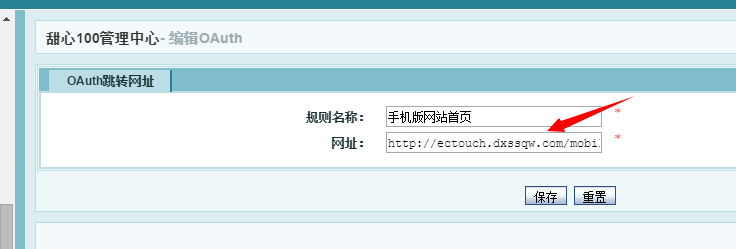 甜心100管理中心- 编辑OAuth
OAuth跳转网址
规则名称： 手机版网站首页 *
网址： http://ectouch.dxssqw.com/mobil *
保存 重置